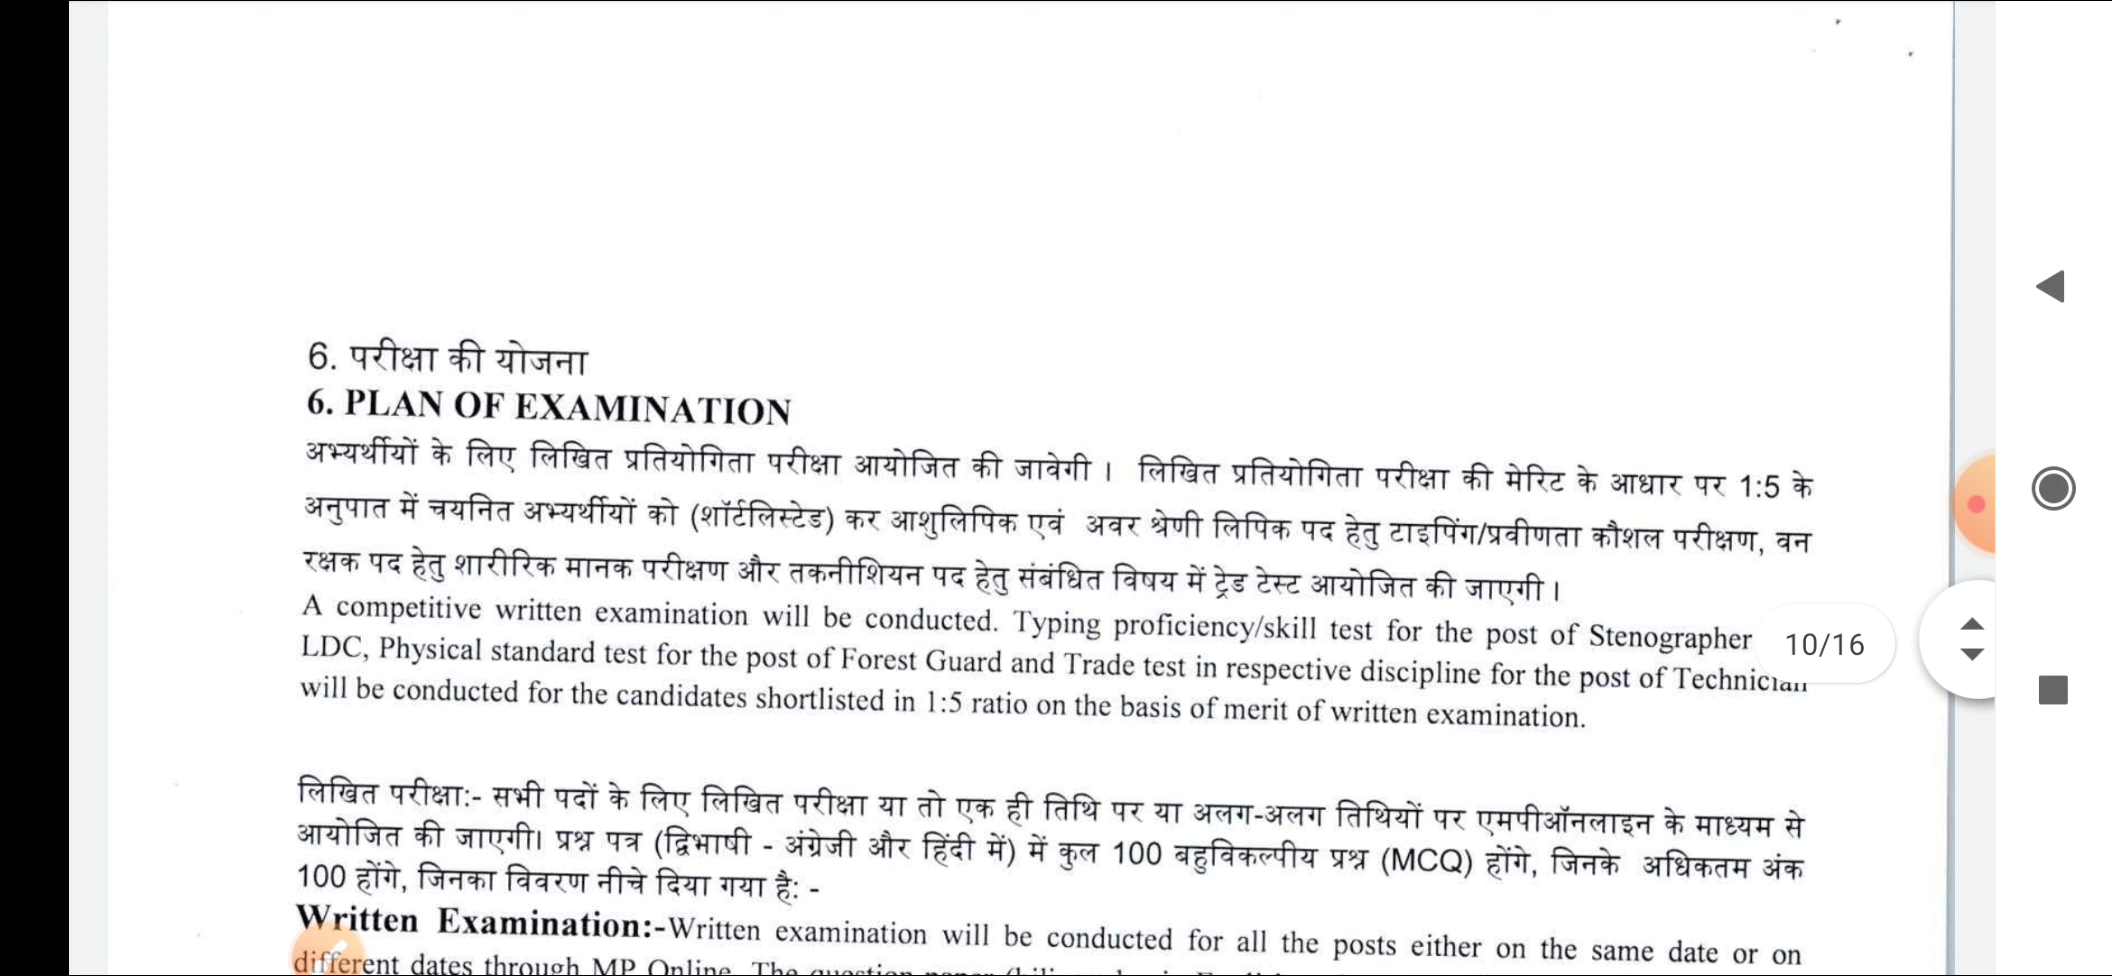 6. परीक्षा की योजना
6. PLAN OF EXAMINATION
अभ्यर्थीयों के लिए लिखित प्रतियोगिता परीक्षा आयोजित की जावेगी। लिखित प्रतियोगिता परीक्षा की मेरिट के आधार पर 1:5 के
अनुपात में चयनित अभ्यर्थीयों को (शॉर्टलिस्टेड) कर आशुलिपिक एवं अवर श्रेणी लिपिक पद हेतु टाइपिंग/प्रवीणता कौशल परीक्षण, वन
रक्षक पद हेतु शारीरिक मानक परीक्षण और तकनीशियन पद हेतु संबंधित विषय में ट्रेड टेस्ट आयोजित की जाएगी।
A competitive written examination will be conducted. Typing proficiency/skill test for the post of Stenographer
LDC, Physical standard test for the post of Forest Guard and Trade test in respective discipline for the post of Technician
will be conducted for the candidates shortlisted in 1:5 ratio on the basis of merit of written examination.
10/16
लिखित परीक्षा:- सभी पदों के लिए लिखित परीक्षा या तो एक ही तिथि पर या अलग-अलग तिथियों पर एमपीऑनलाइन के माध्यम से
आयोजित की जाएगी। प्रश्न पत्र (द्विभाषी - अंग्रेजी और हिंदी में) में कुल 100 बहुविकल्पीय प्रश्न (MCQ) होंगे, जिनके अधिकतम अंक
100 होंगे, जिनका विवरण नीचे दिया गया है: -
Written Examination:-Written examination will be conducted for all the posts either on the same date or on
different dates through MP Online. The question